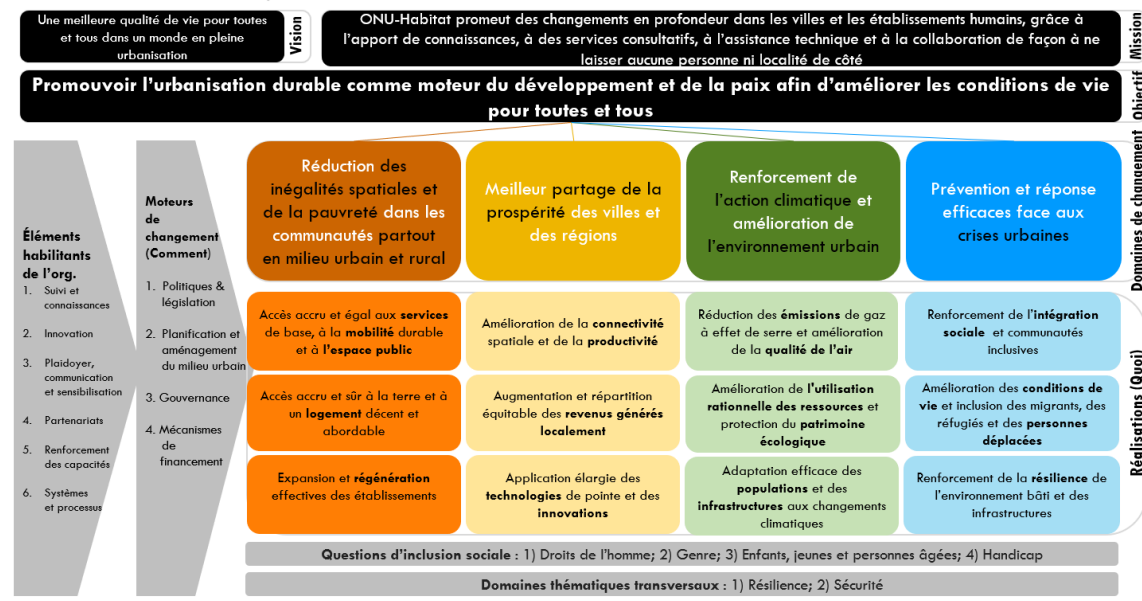 Une meilleure qualité de vie pour toutes
et tous dans un monde en pleine
urbanisation
Vision
ONU-Habitat promeut des changements en profondeur dans les villes et les établissements humains, grâce à
l'apport de connaissances, à des services consultatifs, à l'assistance technique et à la collaboration de façon à ne
laisser aucune personne ni localité de côté
Mission
Promouvoir l'urbanisation durable comme moteur du développement et de la paix afin d'améliorer les conditions de vie
pour toutes et tous
Objectif
Éléments
habilitants
de l'org.
1. Suivi et
connaissances
2. Innovation
3. Plaidoyer,
communication
et sensibilisation
4. Partenariats
5. Renforcement
des capacités
6. Systèmes
et processus
Moteurs
de
changement
(Comment)
1. Politiques &
législation
2. Planification et
aménagement
du milieu urbain
3. Gouvernance
4. Mécanismes
de
financement
Réduction des
inégalités spatiales et
de la pauvreté dans les
communautés partout
en milieu urbain et rural
Meilleur partage de la
prospérité des villes et
des régions
Renforcement de
l'action climatique et
amélioration de
l'environnement urbain
Prévention et réponse
efficaces face aux
crises urbaines
Domaines de changement
Accès accru et égal aux services
de base, à la mobilité durable
et à l'espace public
Amélioration de la connectivité
spatiale et de la productivité
Réduction des émissions de gaz
à effet de serre et amélioration
de la qualité de l'air
Renforcement de l'intégration
sociale et communautés
inclusives
Accès accru et sûr à la terre et à
un logement décent et
abordable
Augmentation et répartition
équitable des revenus générés
localement
Amélioration de l'utilisation
rationnelle des ressources et
protection du patrimoine
écologique
Amélioration des conditions de
vie et inclusion des migrants, des
réfugiés et des personnes
déplacées
Expansion et régénération
effectives des établissements
Application élargie des
technologies de pointe et des
innovations
Adaptation efficace des
populations et des
infrastructures aux changements
climatiques
Renforcement de la résilience de
l'environnement bâti et des
infrastructures
Réalisations (Quoi)
Questions d'inclusion sociale : 1) Droits de l'homme; 2) Genre; 3) Enfants, jeunes et personnes âgées; 4) Handicap
Domaines thématiques transversaux : 1) Résilience; 2) Sécurité